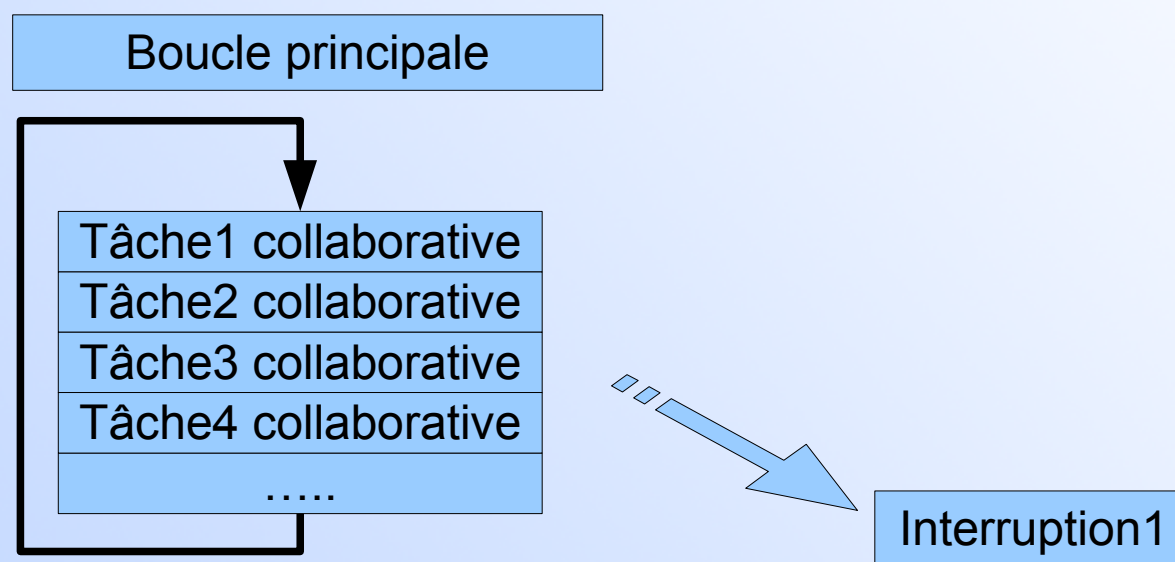 Boucle principale
Tâche1 collaborative
Tâche2 collaborative
Tâche3 collaborative
Tâche4 collaborative
…..
Interruption1